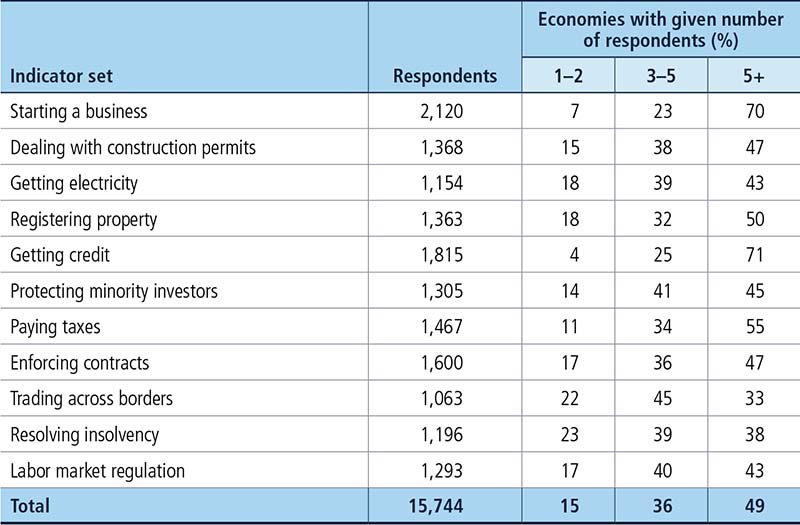 Economies with given number
of respondents (%)
Indicator set Respondents 1–2 3–5 5+
Starting a business 2,120 7 23 70
Dealing with construction permits 1,368 15 38 47
Getting electricity 1,154 18 39 43
Registering property 1,363 18 32 50
Getting credit 1,815 4 25 71
Protecting minority investors 1,305 14 41 45
Paying taxes 1,467 11 34 55
Enforcing contracts 1,600 17 36 47
Trading across borders 1,063 22 45 33
Resolving insolvency 1,196 23 39 38
Labor market regulation 1,293 17 40 43
Total 15,744 15 36 49